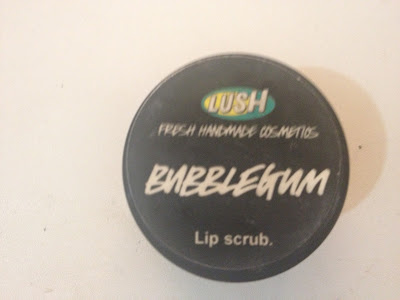 LUSH
FRESH HANDMADE COSMETICS
BUBBLEGUM
Lip scrub.